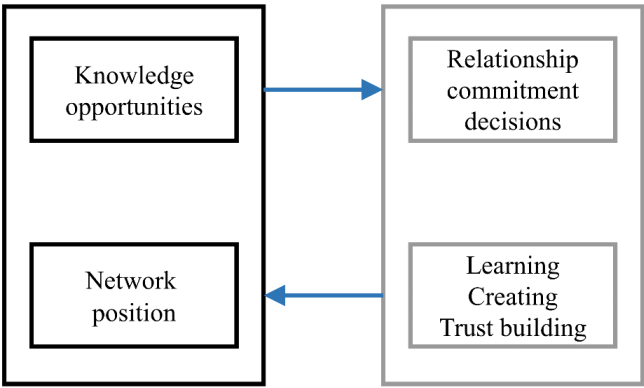 Knowledge
opportunities
Relationship
commitment
decisions
Network
position
Learning
Creating
Trust building